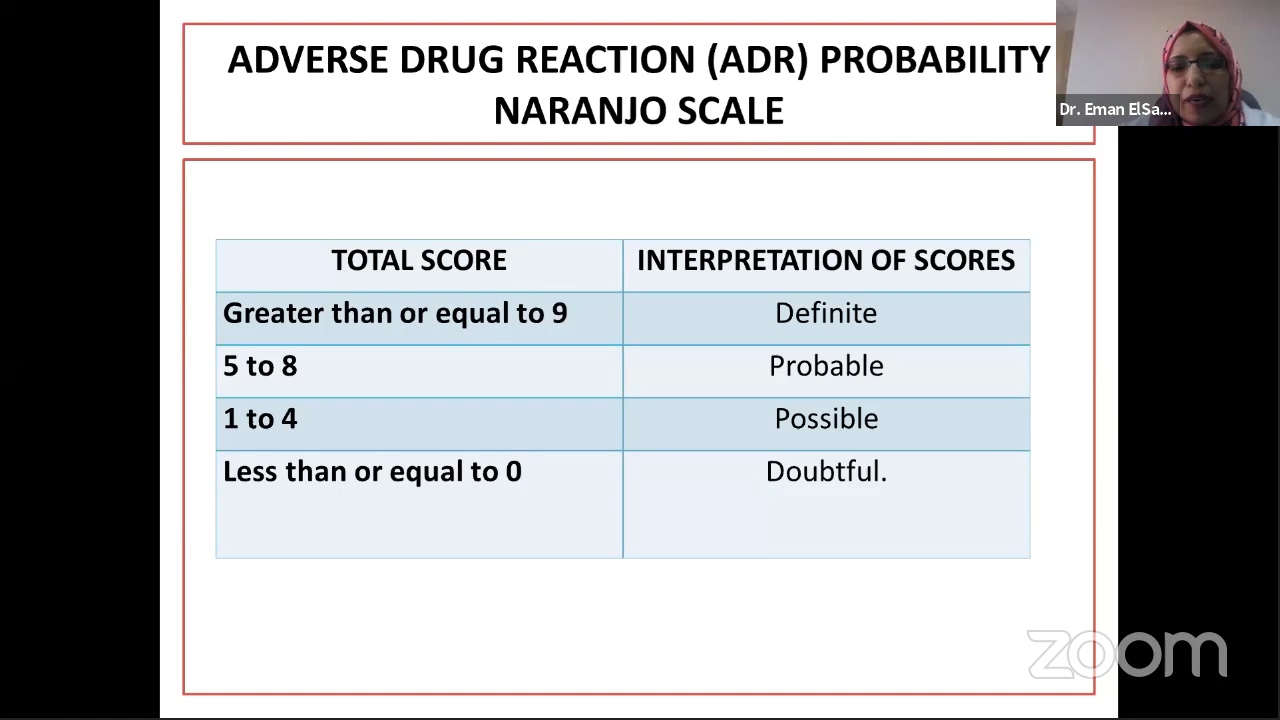 ADVERSE DRUG REACTION (ADR) PROBABILITY
NARANJO SCALE
Dr. Eman ElSa...
TOTAL SCORE INTERPRETATION OF SCORES
Greater than or equal to 9 Definite
5 to 8 Probable
1 to 4 Possible
Less than or equal to 0 Doubtful.
zoom